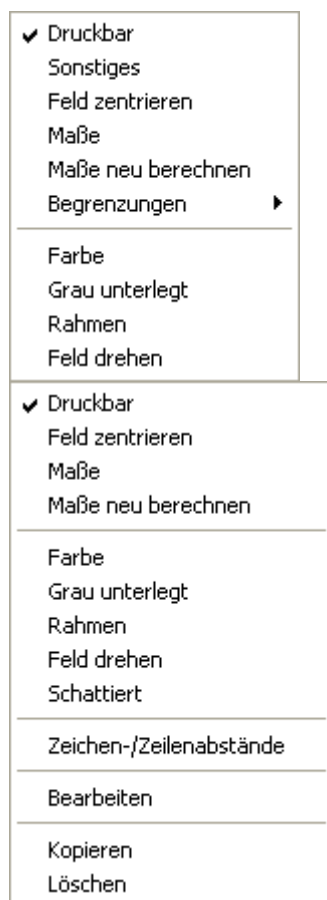 Druckbar
Sonstiges
Feld zentrieren
Maße
Maße neu berechnen
Begrenzungen
Farbe
Grau unterlegt
Rahmen
Feld drehen
Druckbar
Feld zentrieren
Maße
Maße neu berechnen
Farbe
Grau unterlegt
Rahmen
Feld drehen
Schattiert
Zeichen-/Zeilenabstände
Bearbeiten
Kopieren
Löschen